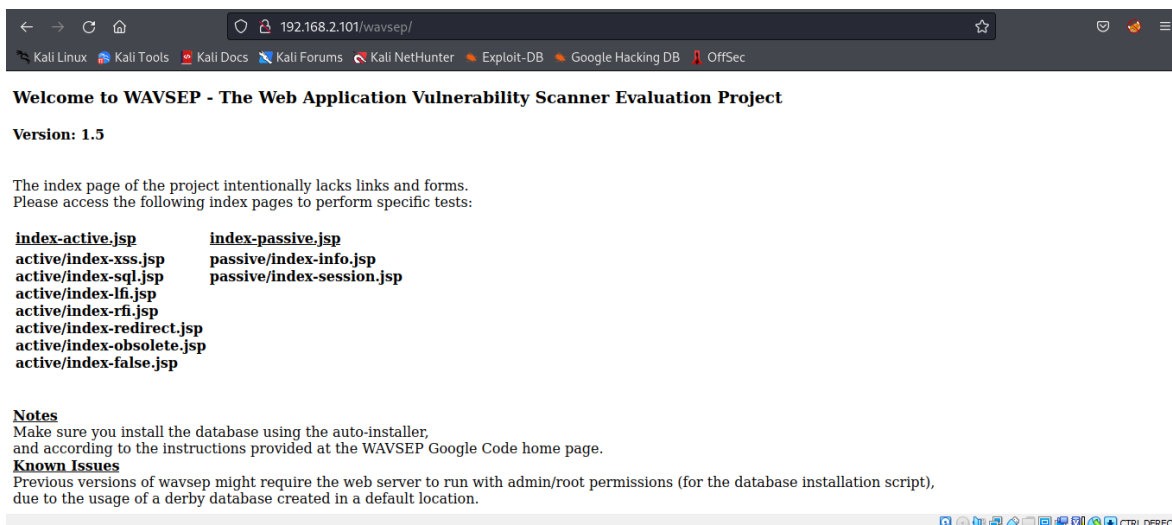 192.168.2.101/wavsep/
Kali Linux Kali Tools Kali Docs Kali Forums Kali NetHunter Exploit-DB Google Hacking DB OffSec
Welcome to WAVSEP - The Web Application Vulnerability Scanner Evaluation Project
Version: 1.5
The index page of the project intentionally lacks links and forms.
Please access the following index pages to perform specific tests:
index-active.jsp index-passive.jsp
active/index-xss.jsp passive/index-info.jsp
active/index-sql.jsp passive/index-session.jsp
active/index-lfi.jsp
active/index-rfi.jsp
active/index-redirect.jsp
active/index-obsolete.jsp
active/index-false.jsp
Notes
Make sure you install the database using the auto-installer,
and according to the instructions provided at the WAVSEP Google Code home page.
Known Issues
Previous versions of wavsep might require the web server to run with admin/root permissions (for the database installation script),
due to the usage of a derby database created in a default location.
CTRL DEREC